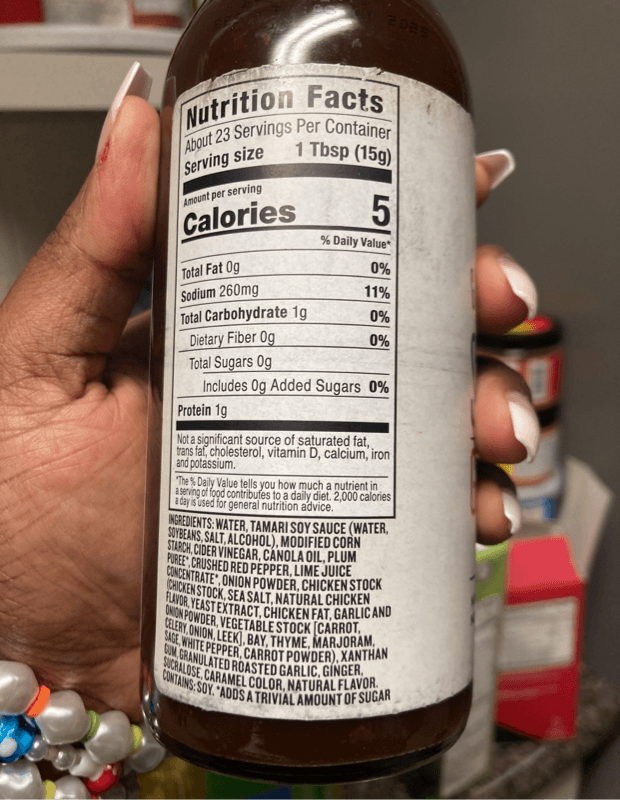 2025
Nutrition Facts
About 23 Servings Per Container
Serving size 1 Tbsp (15g)
Amount per serving
Calories 5
% Daily Value*
Total Fat 0g 0%
Sodium 260mg 11%
Total Carbohydrate 1g 0%
Dietary Fiber 0g 0%
Total Sugars 0g
Includes 0g Added Sugars 0%
Protein 1g
Not a significant source of saturated fat,
trans fat, cholesterol, vitamin D, calcium, iron
and potassium.
*The % Daily Value tells you how much a nutrient in
a serving of food contributes to a daily diet. 2,000 calories
a day is used for general nutrition advice.
INGREDIENTS: WATER, TAMARI SOY SAUCE (WATER,
SOYBEANS, SALT, ALCOHOL), MODIFIED CORN
STARCH, CIDER VINEGAR, CANOLA OIL, PLUM
PUREE*, CRUSHED RED PEPPER, LIME JUICE
CONCENTRATE*, ONION POWDER, CHICKEN STOCK
(CHICKEN STOCK, SEA SALT, NATURAL CHICKEN
FLAVOR, YEAST EXTRACT, CHICKEN FAT, GARLIC AND
ONION POWDER, VEGETABLE STOCK [CARROT,
CELERY, ONION, LEEK], BAY, THYME, MARJORAM,
SAGE, WHITE PEPPER, CARROT POWDER), XANTHAN
GUM, GRANULATED ROASTED GARLIC, GINGER,
SUCRALOSE, CARAMEL COLOR, NATURAL FLAVOR.
CONTAINS: SOY. *ADDS A TRIVIAL AMOUNT OF SUGAR